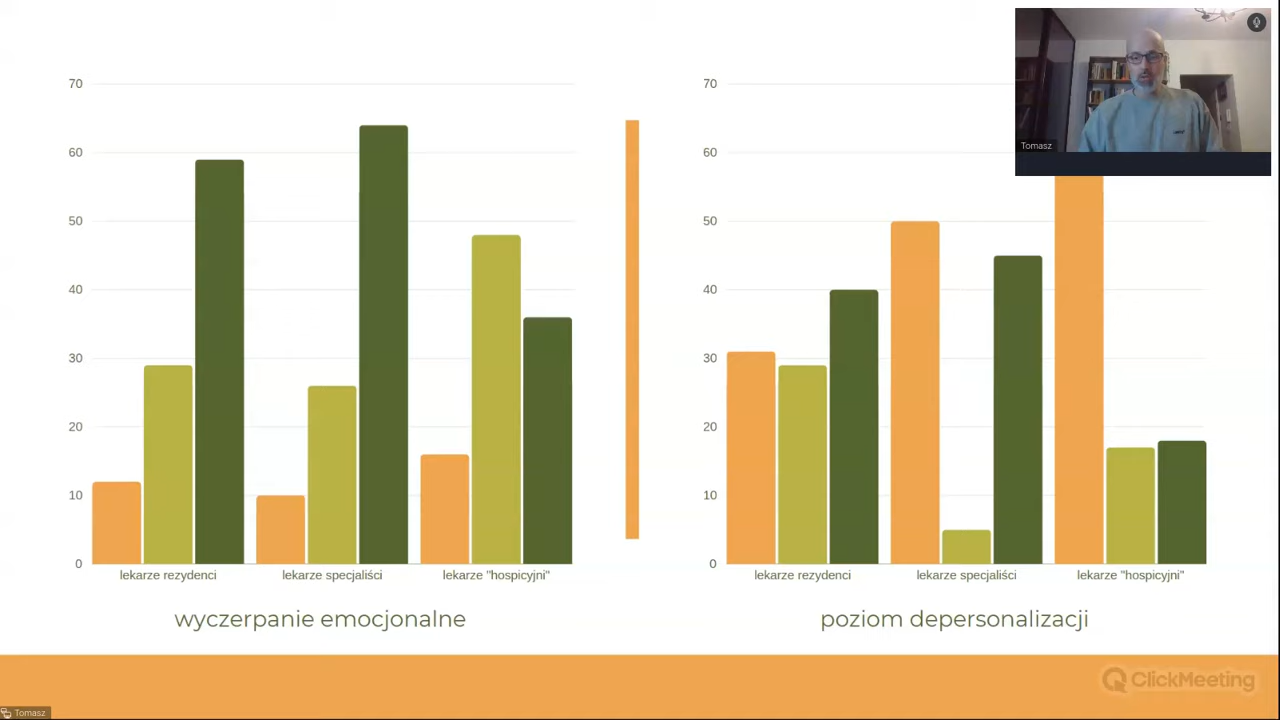 70
60
50
40
30
20
10
0
lekarze rezydenci
lekarze specjaliści
lekarze "hospicyjni"
wyczerpanie emocjonalne
70
60
50
40
30
20
10
0
lekarze rezydenci
lekarze specjaliści
lekarze "hospicyjni"
poziom depersonalizacji
Tomasz
ClickMeeting
Tomasz